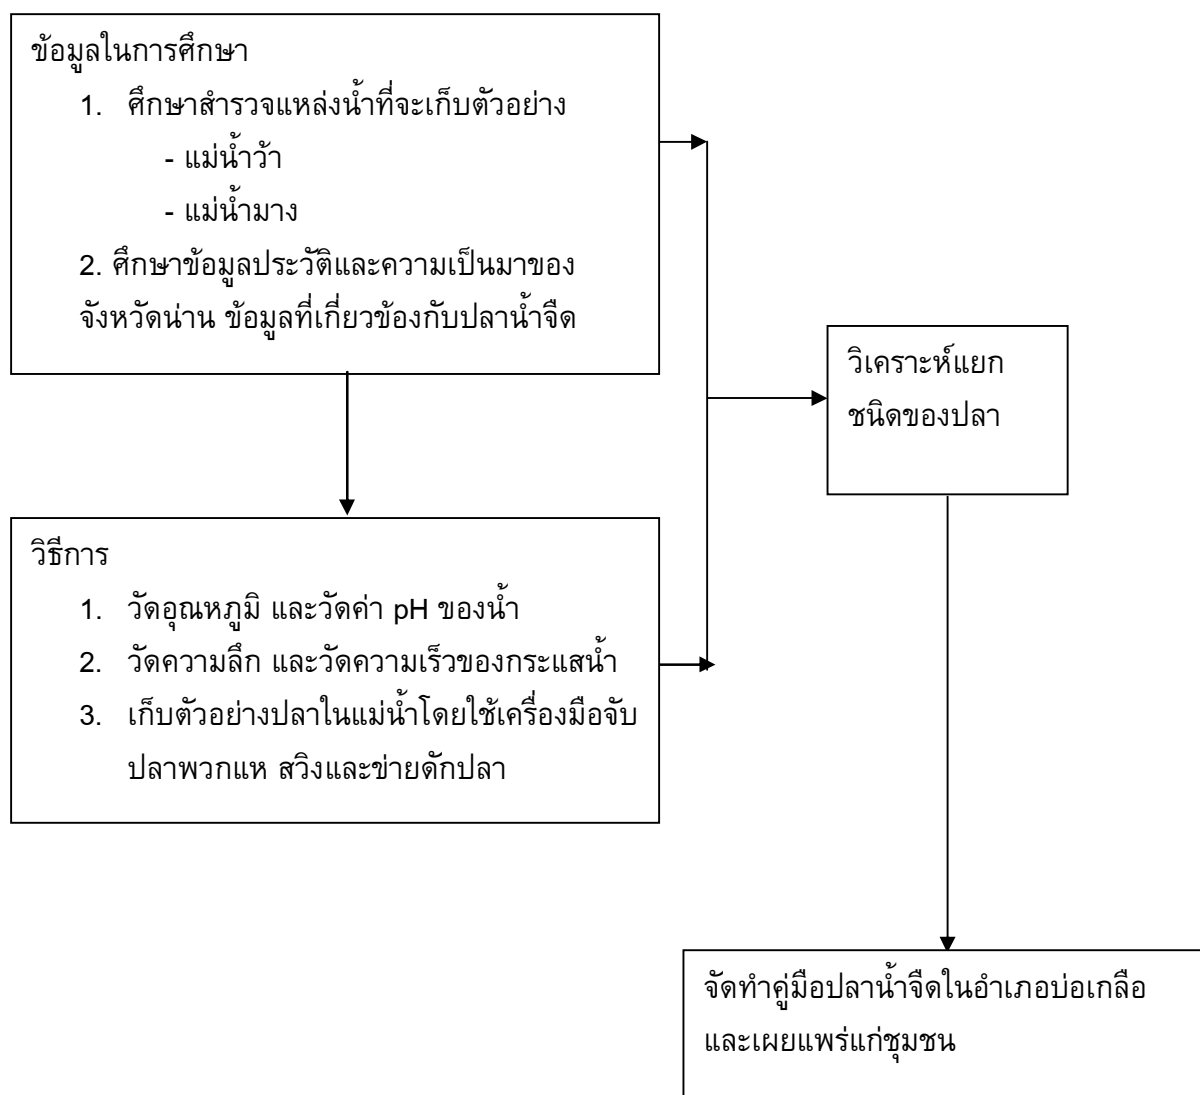 ข้อมูลในการศึกษา
1. ศึกษาสำรวจแหล่งน้ำที่จะเก็บตัวอย่าง
- แม่น้ำว้า
- แม่น้ำมาง
2. ศึกษาข้อมูลประวัติและความเป็นมาของ
จังหวัดน่าน ข้อมูลที่เกี่ยวข้องกับปลาน้ำจืด
วิธีการ
1. วัดอุณหภูมิ และวัดค่า pH ของน้ำ
2. วัดความลึก และวัดความเร็วของกระแสน้ำ
3. เก็บตัวอย่างปลาในแม่น้ำโดยใช้เครื่องมือจับ
ปลาพวกแห สวิงและข่ายดักปลา
วิเคราะห์แยก
ชนิดของปลา
จัดทำคู่มือปลาน้ำจืดในอำเภอบ่อเกลือ
และเผยแพร่แก่ชุมชน